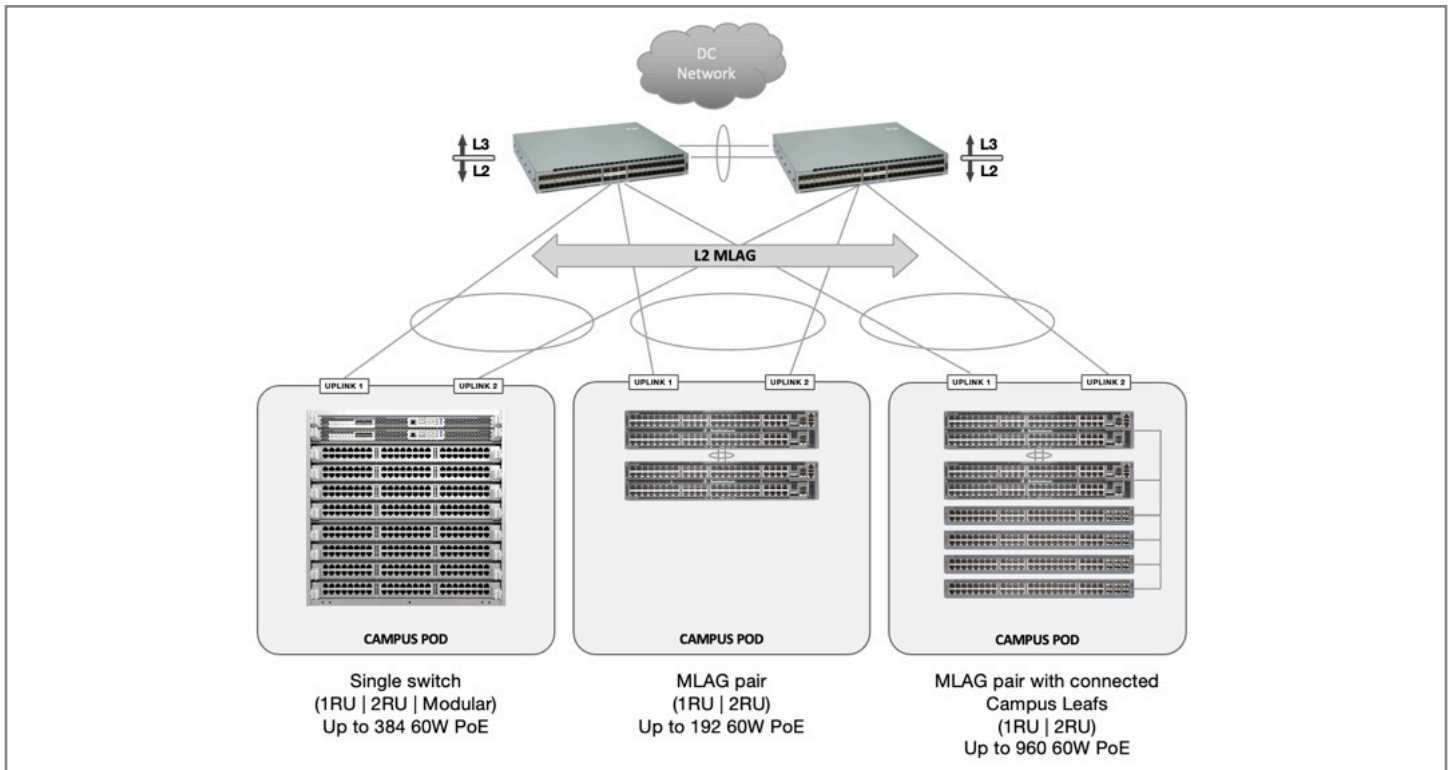 DC
Network
L3
L2
L3
L2
L2 MLAG
UPLINK 1
UPLINK 2
UPLINK 1
UPLINK 2
UPLINK 1
UPLINK 2
CAMPUS POD
CAMPUS POD
CAMPUS POD
Single switch
(1RU | 2RU | Modular)
Up to 384 60W PoE
MLAG pair
(1RU | 2RU)
Up to 192 60W PoE
MLAG pair with connected
Campus Leafs
(1RU | 2RU)
Up to 960 60W PoE